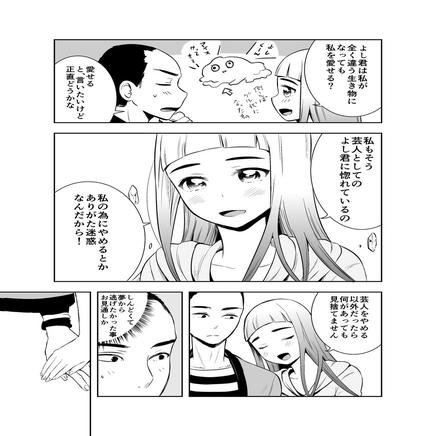 よし君は私が
全く違う生き物に
なっても
私を愛せる？
愛せる
と、言いたいけど
正直どうかな
私もそう
芸人としての
よし君に惚れているの
私の為にやめるとか
ありがた迷惑
なんだから！
芸人をやめる
以外だったら
何があっても
見捨てません
しんどくて
夢から
逃げたかった事
お見通しか